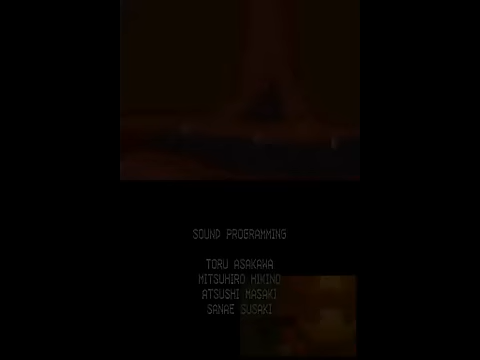 SOUND PROGRAMMING
TORU ASAKAWA
MITSUHIRO HIKINO
ATSUSHI MASAKI
SANAE SUSAKI